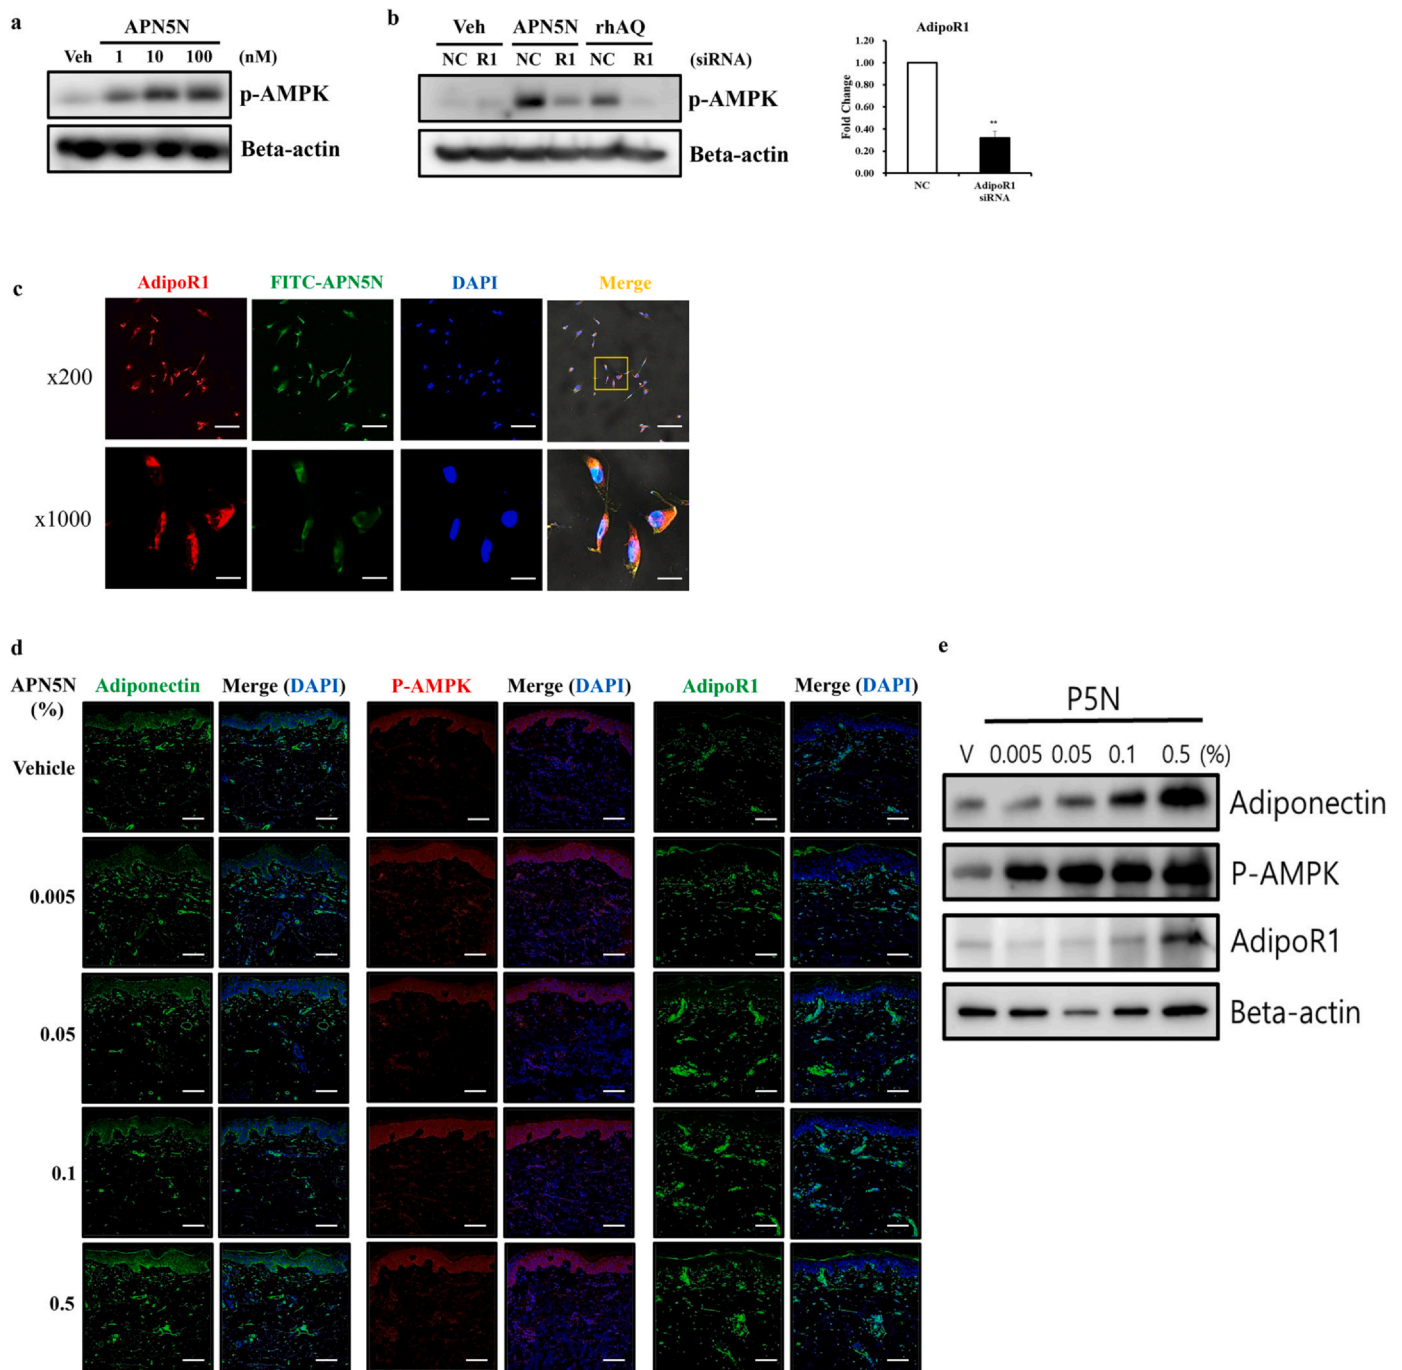 a
APN5N
Veh 1 10 100 (nM)
p-AMPK
Beta-actin
b
Veh APN5N rhAQ
NC R1 NC R1 NC R1 (siRNA)
p-AMPK
Beta-actin
AdipoR1
Fold Change
1.20
1.00
0.80
0.60
0.40
0.20
0.00
**
NC
AdipoR1
siRNA
c
AdipoR1 FITC-APN5N DAPI Merge
x200
x1000
d
APN5N
(%)
Adiponectin Merge (DAPI) P-AMPK Merge (DAPI) AdipoR1 Merge (DAPI)
Vehicle
0.005
0.05
0.1
0.5
e
P5N
V 0.005 0.05 0.1 0.5 (%)
Adiponectin
P-AMPK
AdipoR1
Beta-actin